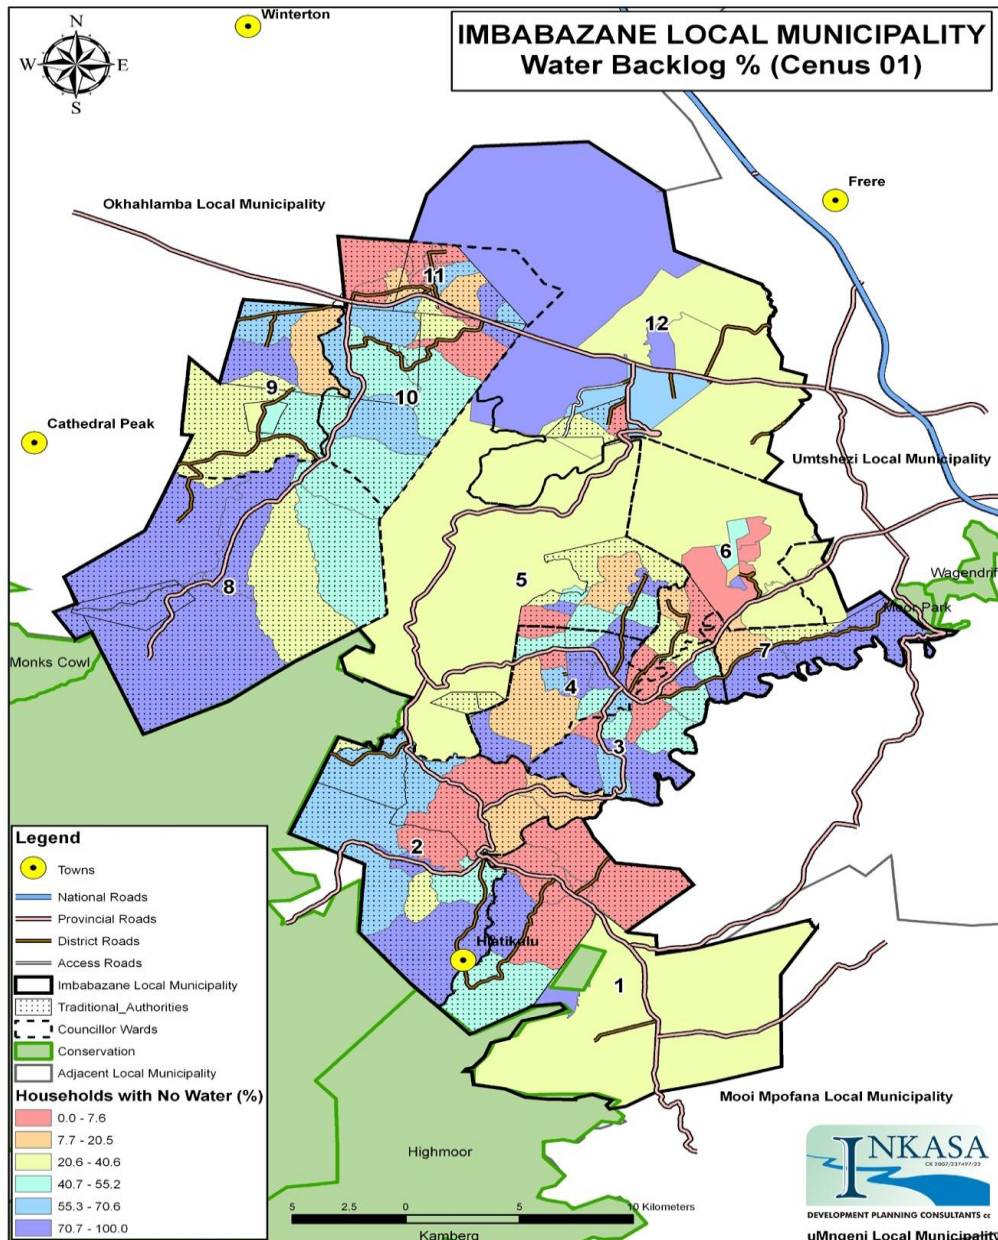 Winterton
N
W
E
S
IMBABAZANE LOCAL MUNICIPALITY
Water Backlog % (Cenus 01)
Frere
Okhahlamba Local Municipality
11
12
9
10
Cathedral Peak
Umtshezi Local Municipality
6
5
8
Wagendrif
Moor Park
7
Monks Cowl
4
3
2
Hlatikulu
1
Legend
Towns
National Roads
Provincial Roads
District Roads
Access Roads
Imbabazane Local Municipality
Traditional_Authorities
Councillor Wards
Conservation
Adjacent Local Municipality
Households with No Water (%)
0.0 - 7.6
7.7 - 20.5
20.6 - 40.6
40.7 - 55.2
55.3 - 70.6
70.7 - 100.0
Mooi Mpofana Local Municipality
Highmoor
5
0
5
10 Kilometers
Kamberg
INKASA
CK 2007/237497/23
DEVELOPMENT PLANNING CONSULTANTS cc
uMngeni Local Municipality